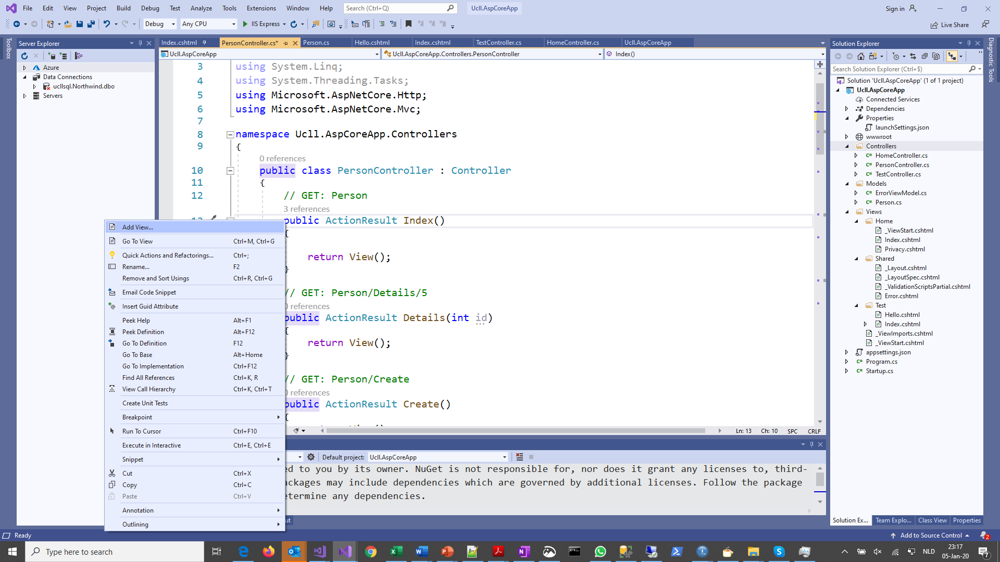 File Edit View Project Build Debug Test Analyze Tools Extensions Window Help Search (Ctrl+Q) Ucll.AspCoreApp Sign in
Debug Any CPU IIS Express Live Share
Toolbox
Server Explorer
Azure
Data Connections
ucllsql.Northwind.dbo
Servers
Index.cshtml PersonController.cs* Person.cs Hello.cshtml Index.cshtml TestController.cs HomeController.cs Ucll.AspCoreApp
Ucll.AspCoreApp Ucll.AspCoreApp.Controllers.PersonController Index()
3 using System.Linq;
4 using System.Threading.Tasks;
5 using Microsoft.AspNetCore.Http;
6 using Microsoft.AspNetCore.Mvc;
7
8 namespace Ucll.AspCoreApp.Controllers
9 {
0 references
10 public class PersonController : Controller
11 {
12 // GET: Person
3 references
13 public ActionResult Index()
{
return View();
}
// GET: Person/Details/5
0 references
public ActionResult Details(int id)
{
return View();
}
// GET: Person/Create
0 references
public ActionResult Create()
{
Ln: 13 Ch: 10 SPC CRLF
Add View...
Go To View Ctrl+M, Ctrl+G
Quick Actions and Refactorings... Ctrl+;
Rename... F2
Remove and Sort Usings Ctrl+R, Ctrl+G
Email Code Snippet
Insert Guid Attribute
Peek Help Alt+F1
Peek Definition Alt+F12
Go To Definition F12
Go To Base Alt+Home
Go To Implementation Ctrl+F12
Find All References Ctrl+K, R
View Call Hierarchy Ctrl+K, Ctrl+T
Create Unit Tests
Breakpoint
Run To Cursor Ctrl+F10
Execute in Interactive Ctrl+E, Ctrl+E
Snippet
Cut Ctrl+X
Copy Ctrl+C
Paste Ctrl+V
Annotation
Outlining
Default project: Ucll.AspCoreApp
ed to you by its owner. NuGet is not responsible for, nor does it grant any licenses to, third-
ackages may include dependencies which are governed by additional licenses. Follow the package
etermine any dependencies.
ut
Solution Explorer
Search Solution Explorer (Ctrl+$)
Solution 'Ucll.AspCoreApp' (1 of 1 project)
Ucll.AspCoreApp
Connected Services
Dependencies
Properties
launchSettings.json
wwwroot
Controllers
C# HomeController.cs
C# PersonController.cs
C# TestController.cs
Models
C# ErrorViewModel.cs
C# Person.cs
Views
Home
_ViewStart.cshtml
Index.cshtml
Privacy.cshtml
Shared
_Layout.cshtml
_LayoutSpec.cshtml
_ValidationScriptsPartial.cshtml
Error.cshtml
Test
Hello.cshtml
Index.cshtml
_ViewImports.cshtml
_ViewStart.cshtml
appsettings.json
C# Program.cs
C# Startup.cs
Solution Ex... Team Explo... Class View Properties
Diagnostic Tools
Ready Add to Source Control 2
Type here to search NLD 23:17
05-Jan-20 7